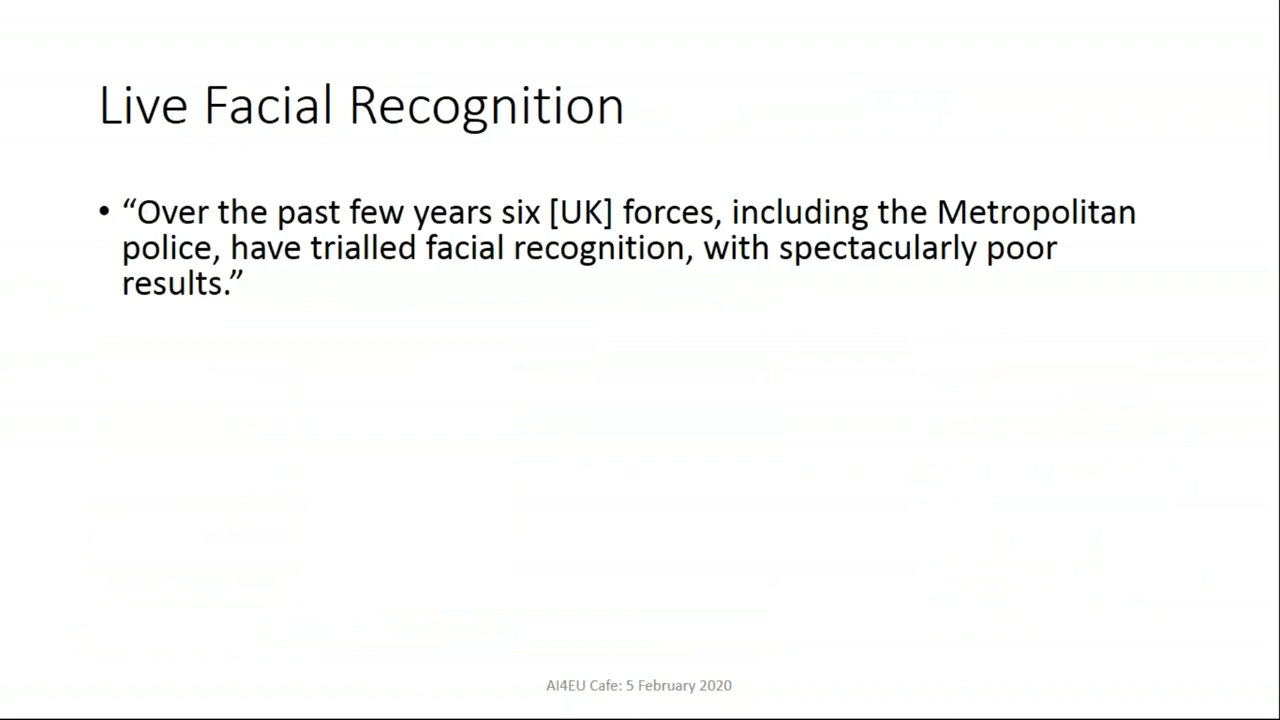 Live Facial Recognition
• “Over the past few years six [UK] forces, including the Metropolitan
police, have trialled facial recognition, with spectacularly poor
results.”
AI4EU Cafe: 5 February 2020